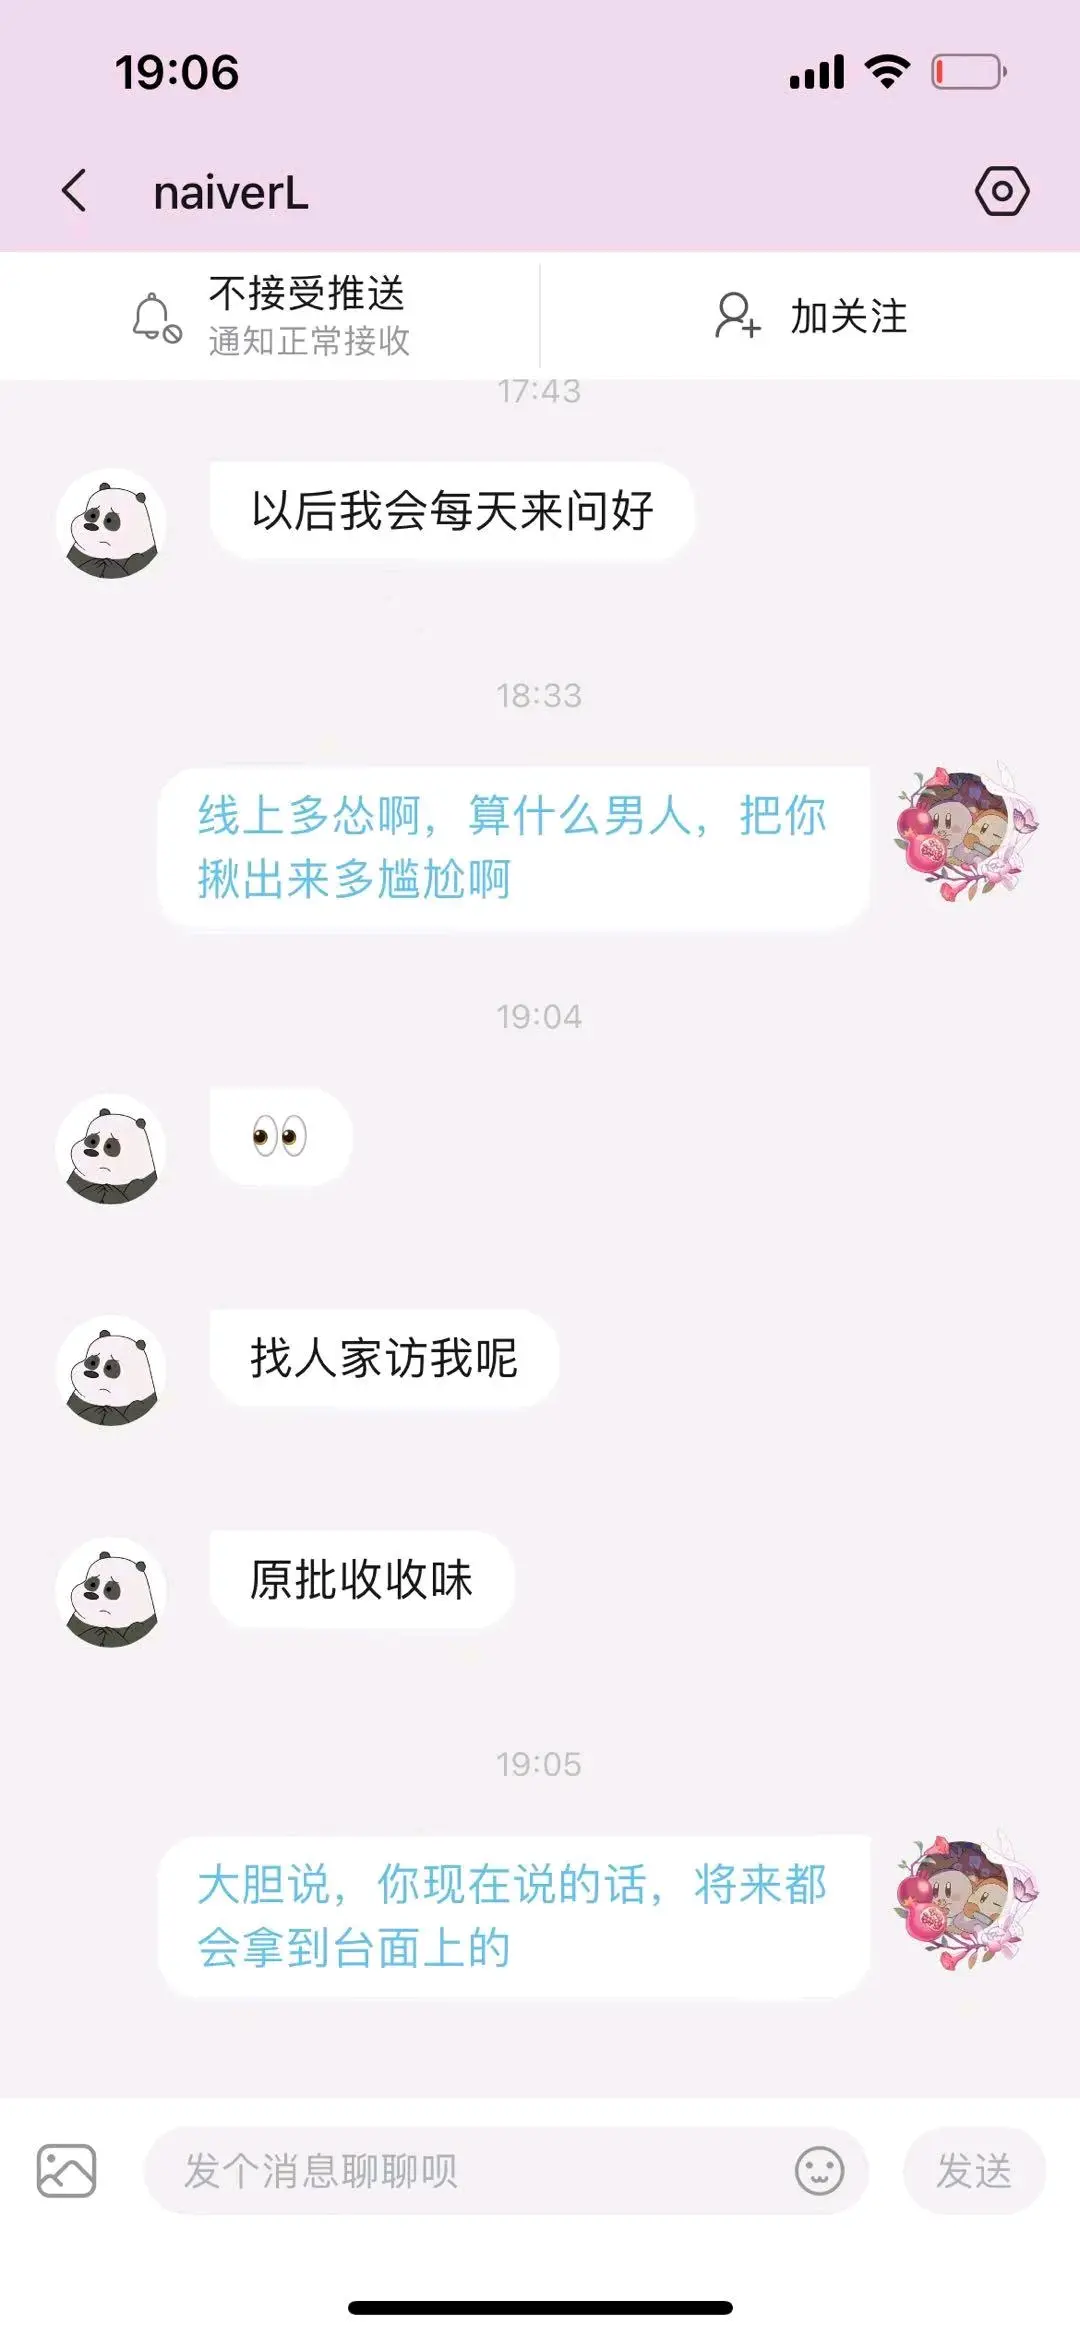 19:06
naiverL
不接受推送
通知正常接收
加关注
17:43
以后我会每天来问好
18:33
线上多怂啊，算什么男人，把你
揪出来多尴尬啊
19:04
👀
找人家访我呢
原批收收味
19:05
大胆说，你现在说的话，将来都
会拿到台面上的
发个消息聊聊呗
发送